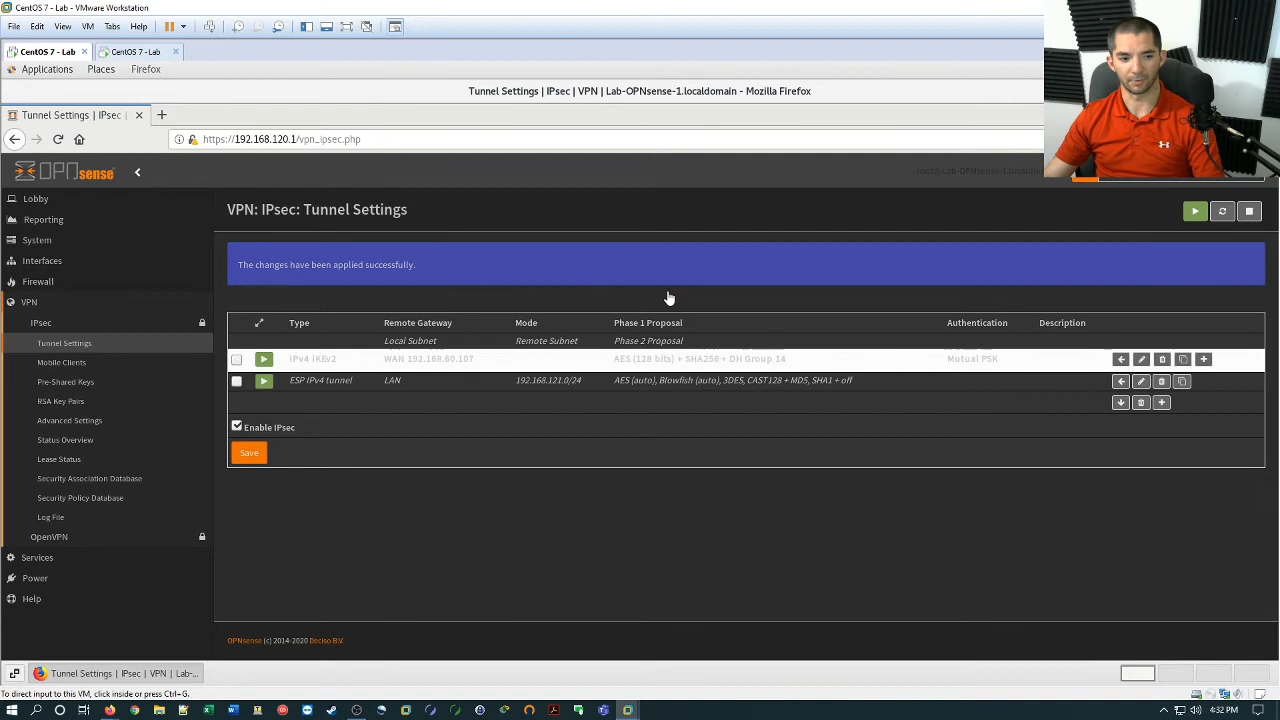 CentOS 7 - Lab - VMware Workstation
File Edit View VM Tabs Help
CentOS 7 - Lab × CentOS 7 - Lab ×
Applications Places Firefox
Tunnel Settings | IPsec | VPN | Lab-OPNsense-1.localdomain - Mozilla Firefox
Tunnel Settings | IPsec | × +
https://192.168.120.1/vpn_ipsec.php
OPNsense
root@Lab-OPNsense-1.localdomain
Lobby
Reporting
System
Interfaces
Firewall
VPN
IPsec
Tunnel Settings
Mobile Clients
Pre-Shared Keys
RSA Key Pairs
Advanced Settings
Status Overview
Lease Status
Security Association Database
Security Policy Database
Log File
OpenVPN
Services
Power
Help
VPN: IPsec: Tunnel Settings
The changes have been applied successfully.
Type Remote Gateway Mode Phase 1 Proposal Authentication Description
Local Subnet Remote Subnet Phase 2 Proposal
IPv4 IKEv2 WAN 192.168.60.107 AES (128 bits) + SHA256 + DH Group 14 Mutual PSK
ESP IPv4 tunnel LAN 192.168.121.0/24 AES (auto), Blowfish (auto), 3DES, CAST128 + MD5, SHA1 + off
Enable IPsec
Save
OPNsense (c) 2014-2020 Deciso B.V.
Tunnel Settings | IPsec | VPN | Lab-...
To direct input to this VM, click inside or press Ctrl+G.
4:32 PM